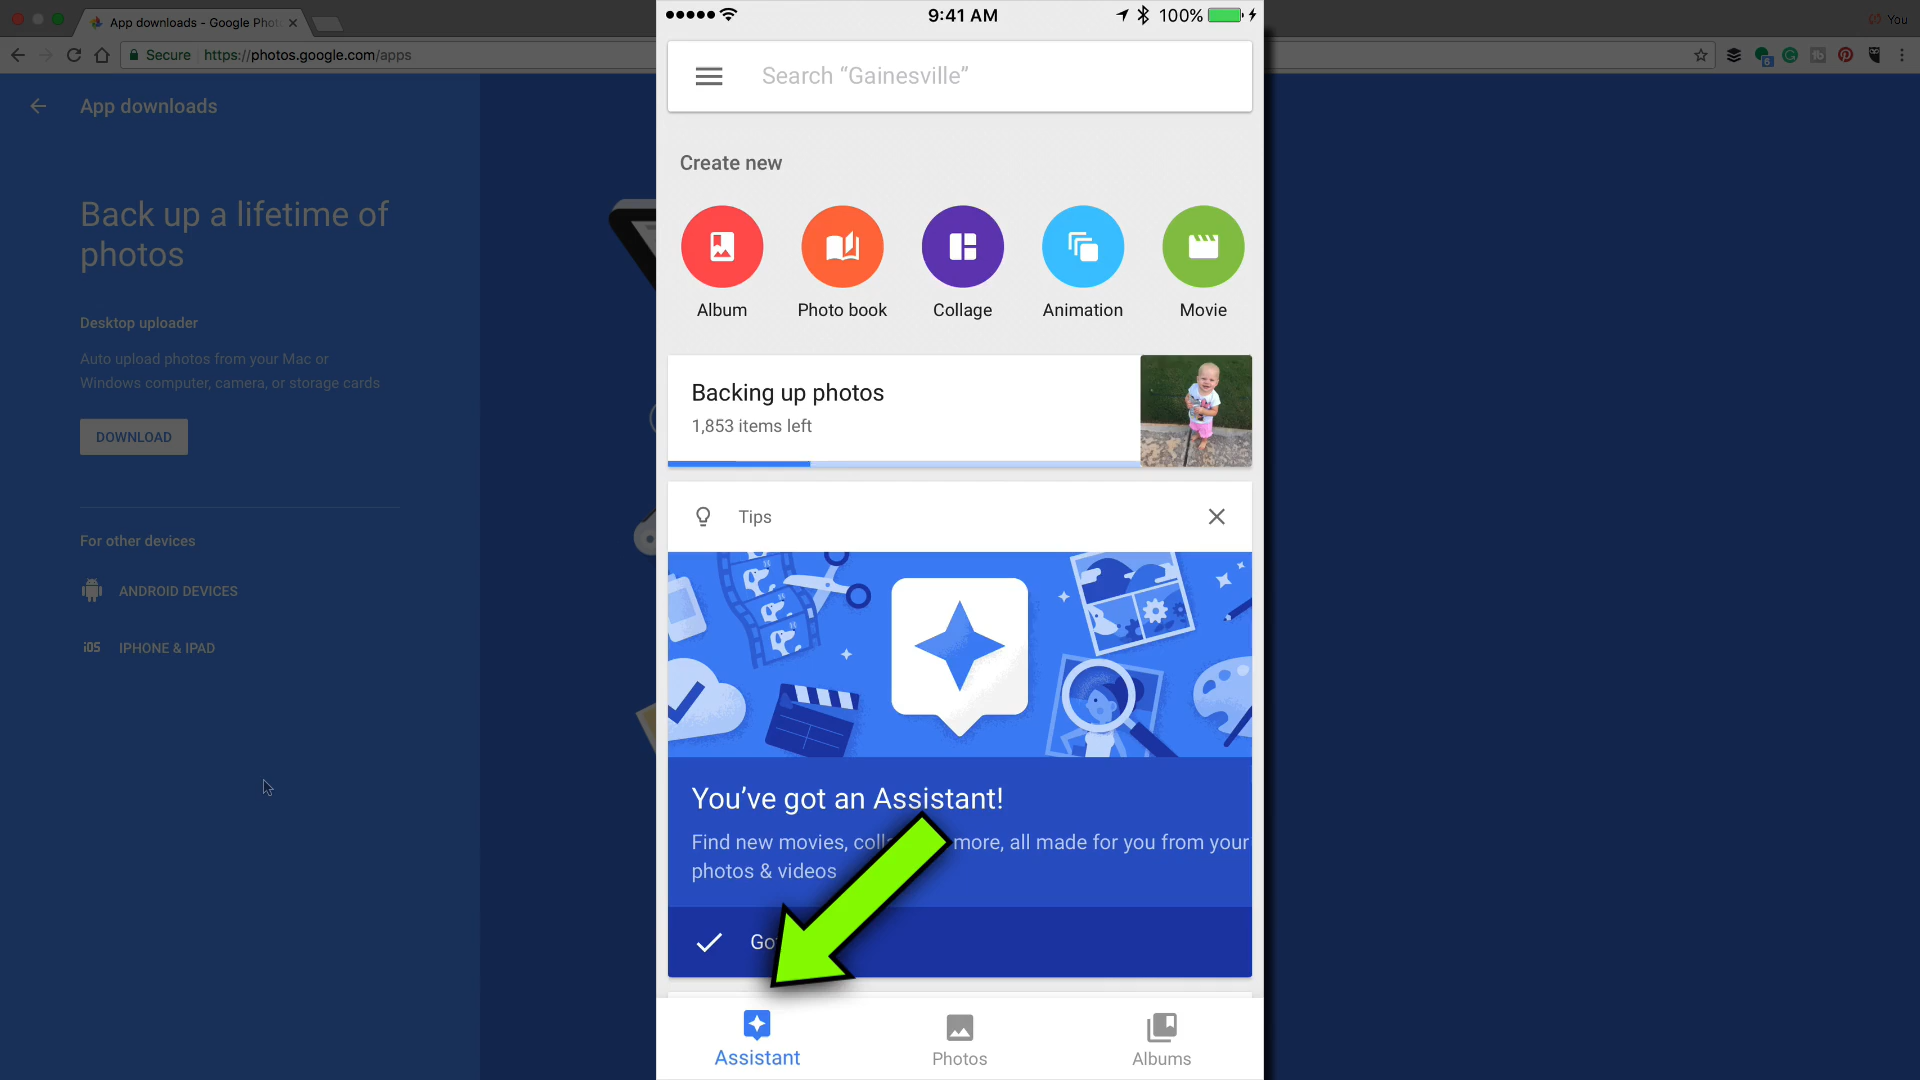 App downloads - Google Phot
You
Secure
https://photos.google.com/apps
6
App downloads
Back up a lifetime of
photos
Desktop uploader
Auto upload photos from your Mac or
Windows computer, camera, or storage cards
DOWNLOAD
For other devices
ANDROID DEVICES
iOS IPHONE & IPAD
9:41 AM
100%
Search “Gainesville”
Create new
Album
Photo book
Collage
Animation
Movie
Backing up photos
1,853 items left
Tips
You’ve got an Assistant!
Find new movies, more, all made for you from your
photos & videos
Assistant
Photos
Albums